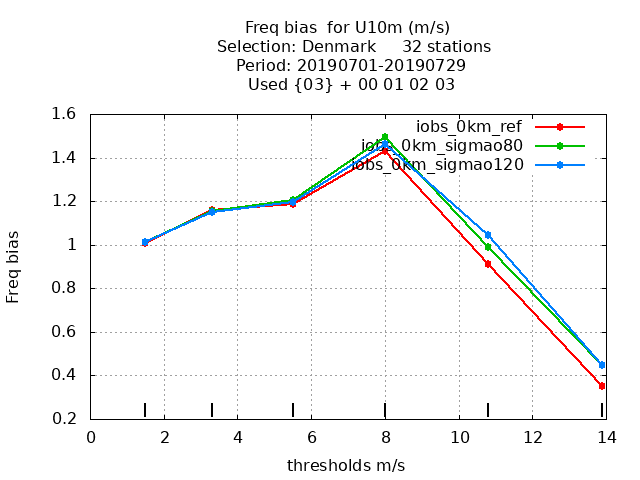 Freq bias  for U10m (m/s)
Selection: Denmark     32 stations
Period: 20190701-20190729
Used {03} + 00 01 02 03
iobs_0km_ref
iobs_0km_sigmao80
iobs_0km_sigmao120
1.6
1.4
1.2
1
0.8
0.6
0.4
0.2
Freq bias
0 2 4 6 8 10 12 14
thresholds m/s